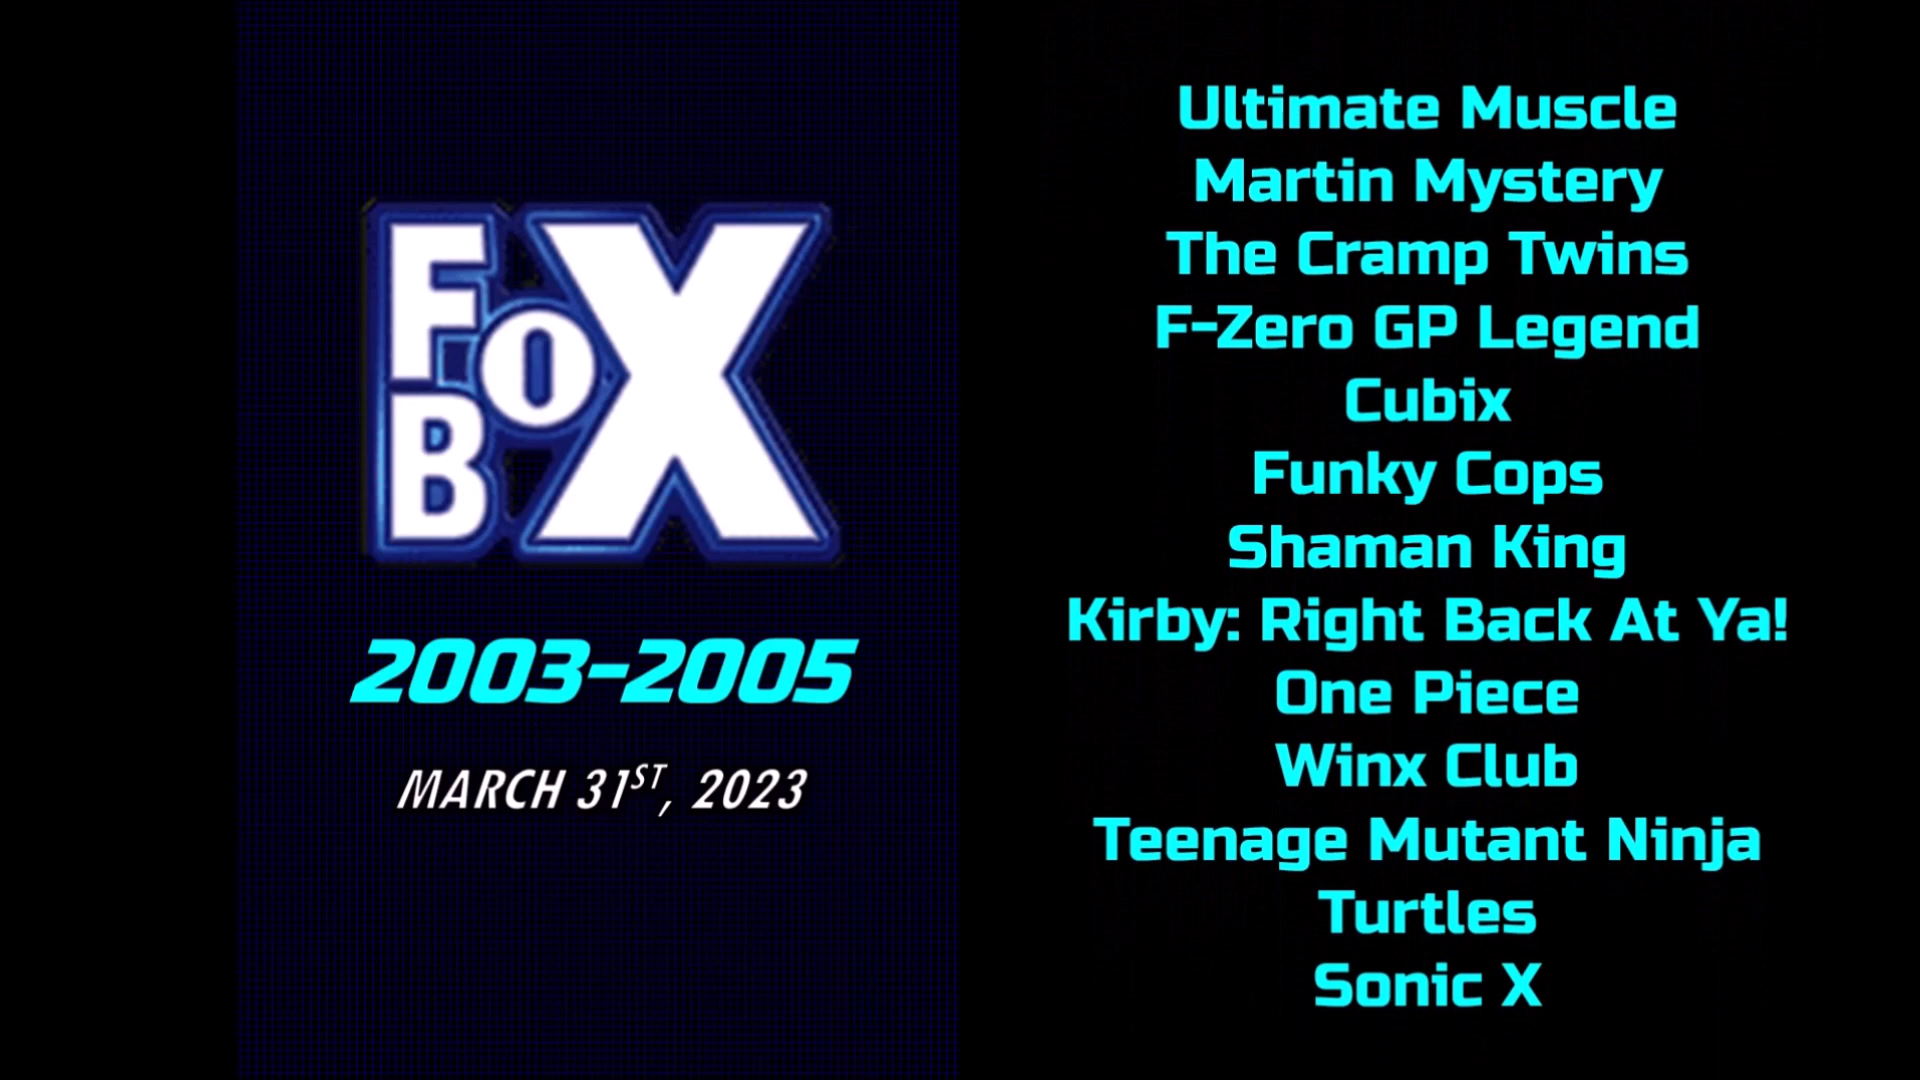 FoX
B
2003-2005
MARCH 31ST, 2023
Ultimate Muscle
Martin Mystery
The Cramp Twins
F-Zero GP Legend
Cubix
Funky Cops
Shaman King
Kirby: Right Back At Ya!
One Piece
Winx Club
Teenage Mutant Ninja
Turtles
Sonic X